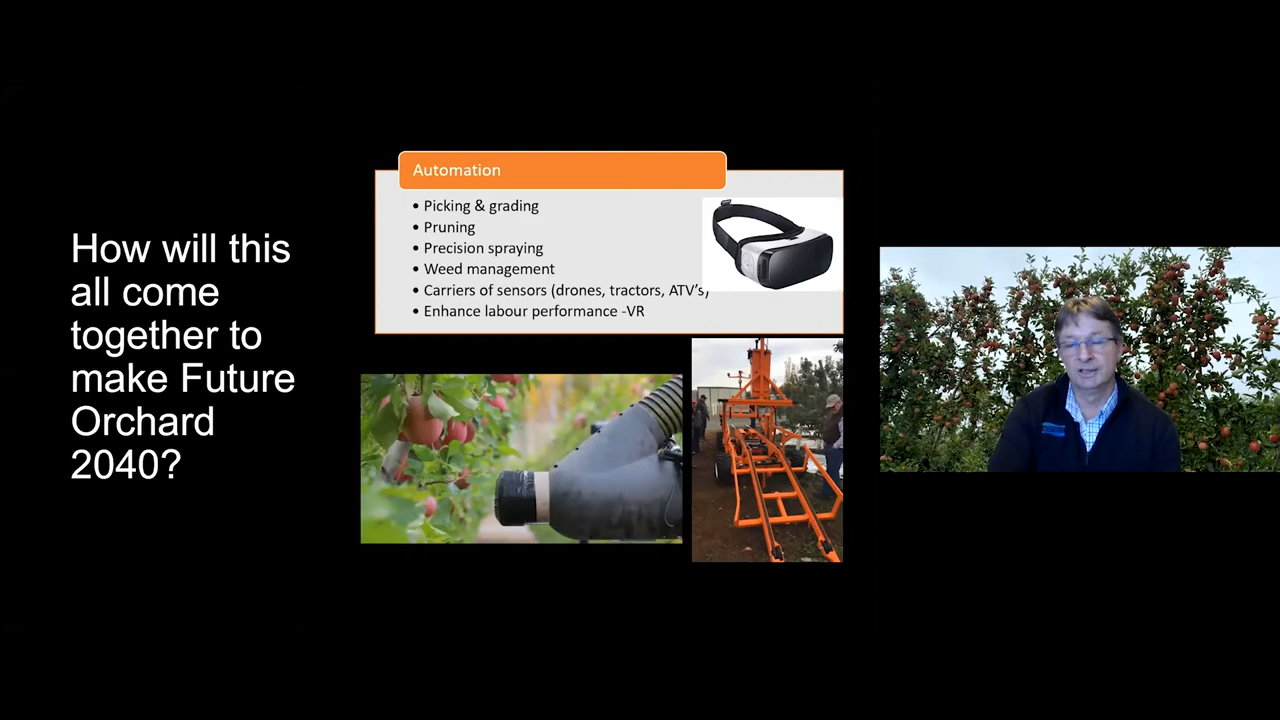 How will this
all come
together to
make Future
Orchard
2040?
Automation
• Picking & grading
• Pruning
• Precision spraying
• Weed management
• Carriers of sensors (drones, tractors, ATV's)
• Enhance labour performance -VR